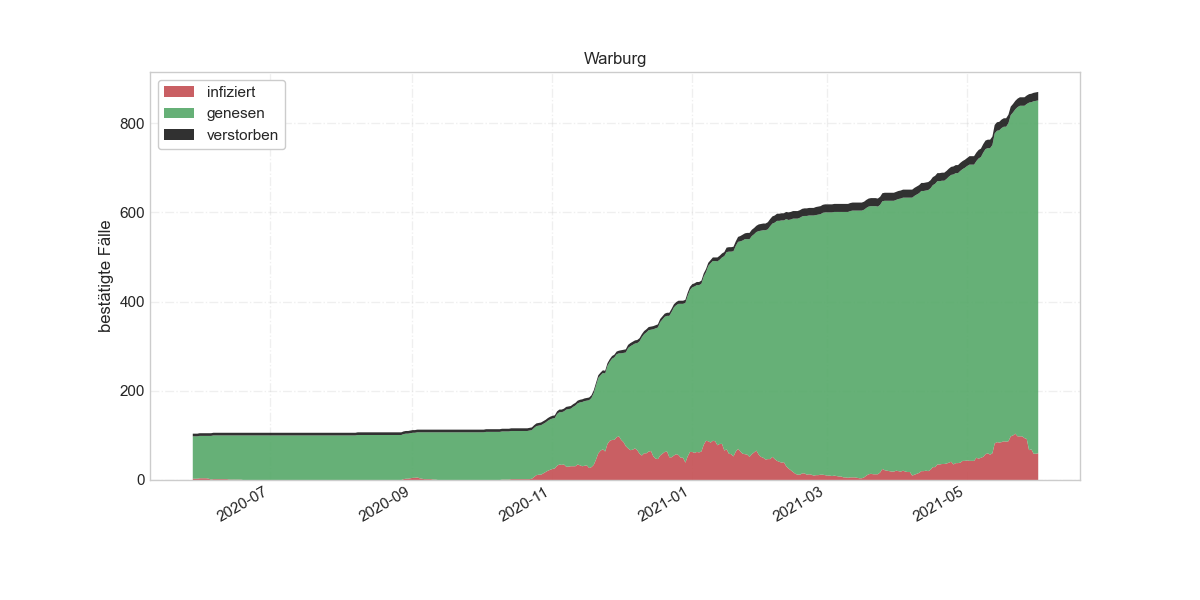 Warburg
infiziert
genesen
verstorben
bestätigte Fälle
800
600
400
200
0
2020-07
2020-09
2020-11
2021-01
2021-03
2021-05